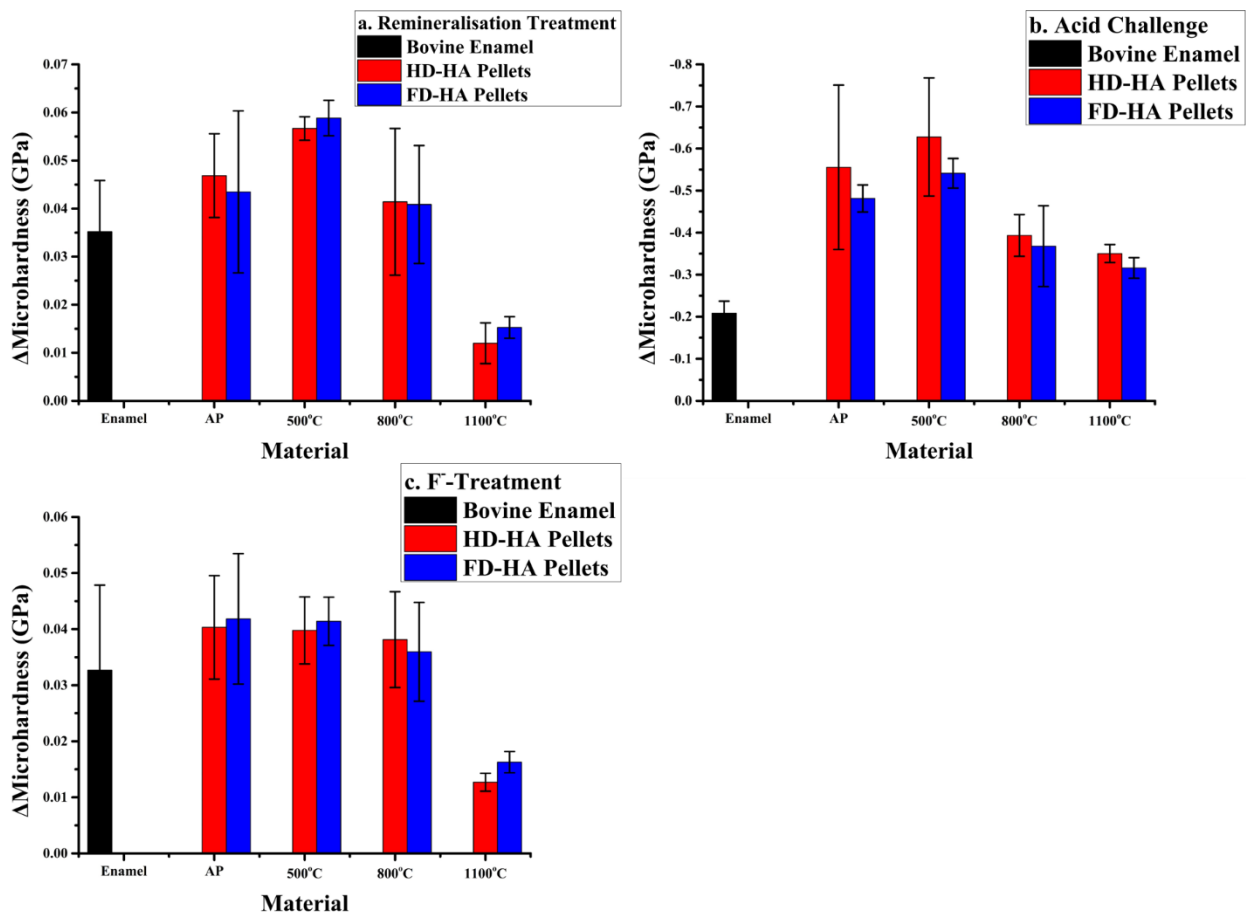 a. Remineralisation Treatment
Bovine Enamel
HD-HA Pellets
FD-HA Pellets
0.07
0.06
0.05
0.04
0.03
0.02
0.01
0.00
ΔMicrohardness (GPa)
Enamel AP 500°C 800°C 1100°C
Material
b. Acid Challenge
Bovine Enamel
HD-HA Pellets
FD-HA Pellets
-0.8
-0.7
-0.6
-0.5
-0.4
-0.3
-0.2
-0.1
0.0
ΔMicrohardness (GPa)
Enamel AP 500°C 800°C 1100°C
Material
c. F⁻-Treatment
Bovine Enamel
HD-HA Pellets
FD-HA Pellets
0.06
0.05
0.04
0.03
0.02
0.01
0.00
ΔMicrohardness (GPa)
Enamel AP 500°C 800°C 1100°C
Material